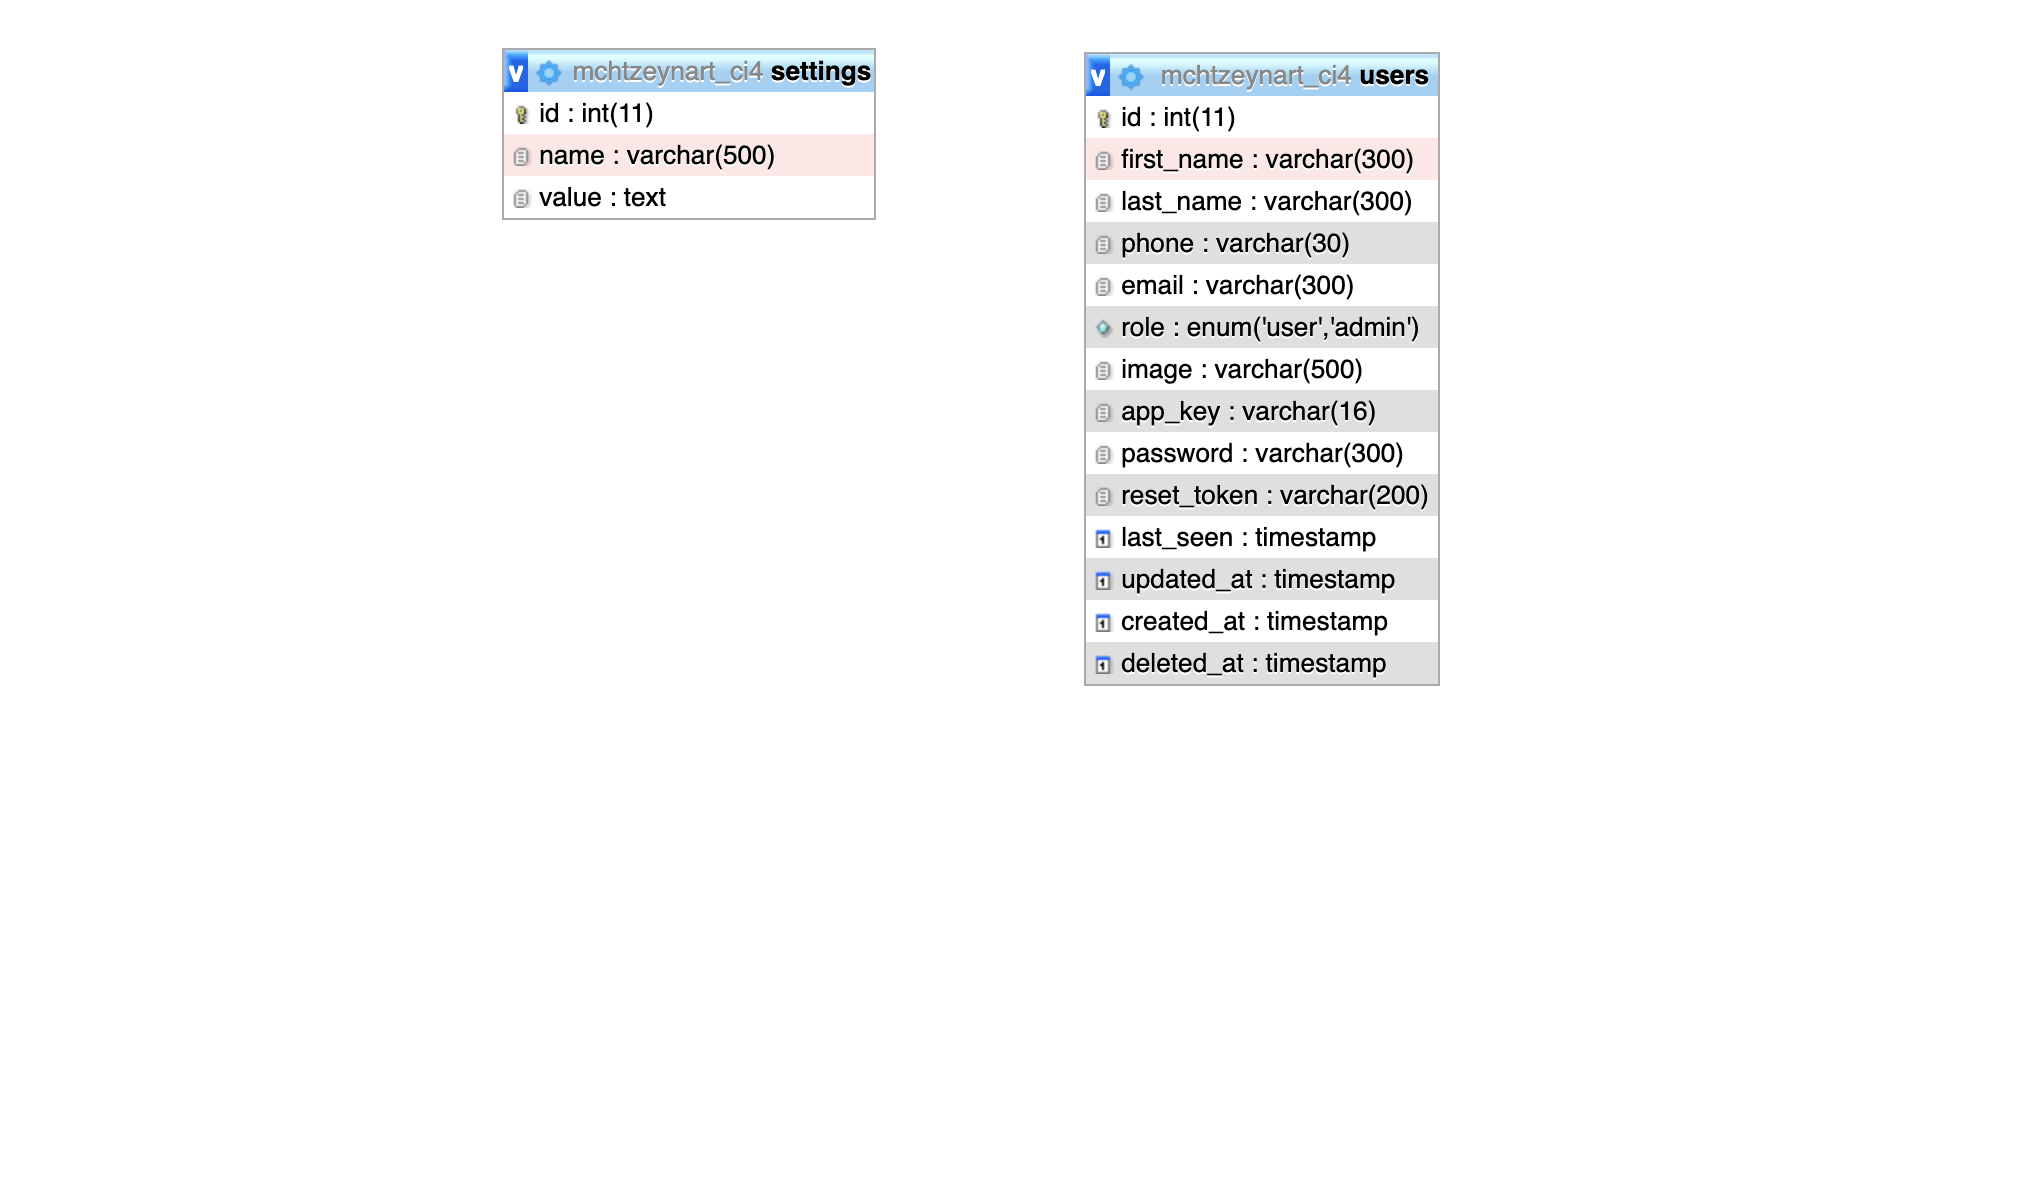 v mchtzeynart_ci4 settings
id : int(11)
name : varchar(500)
value : text
v mchtzeynart_ci4 users
id : int(11)
first_name : varchar(300)
last_name : varchar(300)
phone : varchar(30)
email : varchar(300)
role : enum('user','admin')
image : varchar(500)
app_key : varchar(16)
password : varchar(300)
reset_token : varchar(200)
last_seen : timestamp
updated_at : timestamp
created_at : timestamp
deleted_at : timestamp